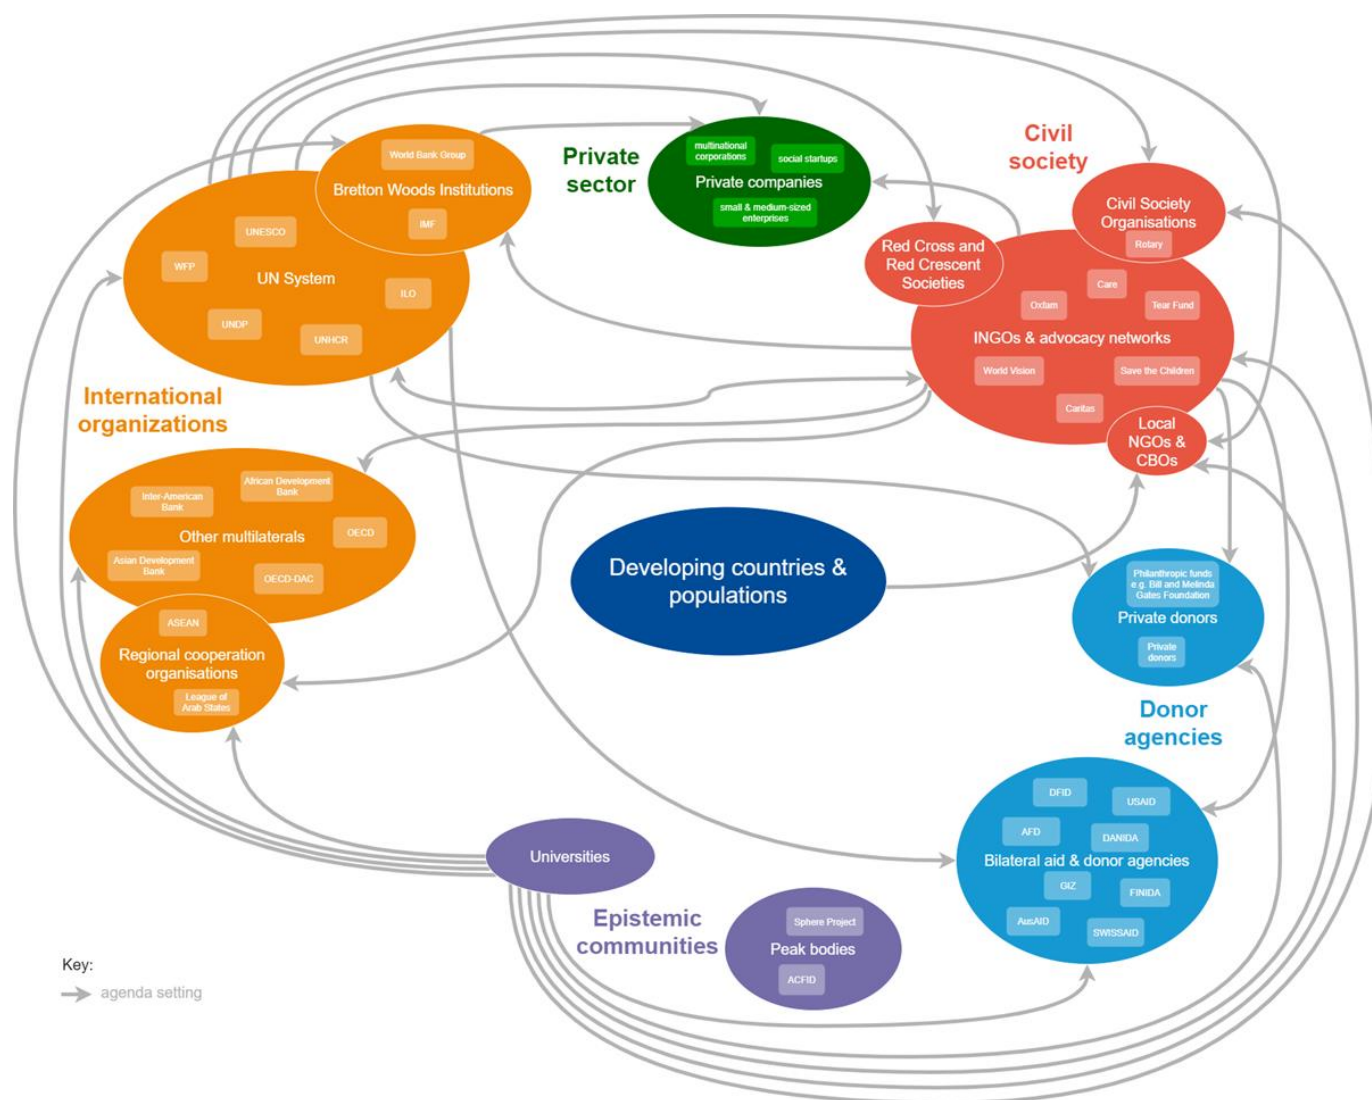 Private
sector
multinational
corporations
social startups
Private companies
small & medium-sized
enterprises
Civil
society
Civil Society
Organisations
Rotary
Red Cross and
Red Crescent
Societies
Care
Oxfam
Tear Fund
INGOs & advocacy networks
World Vision
Save the Children
Caritas
Local
NGOs &
CBOs
World Bank Group
Bretton Woods Institutions
IMF
UNESCO
WFP
UN System
ILO
UNDP
UNHCR
International
organizations
African Development
Bank
Inter-American
Bank
OECD
Other multilaterals
Asian Development
Bank
OECD-DAC
ASEAN
Regional cooperation
organisations
League of
Arab States
Developing countries &
populations
Philanthropic funds
e.g. Bill and Melinda
Gates Foundation
Private donors
Private
donors
Donor
agencies
DFID
USAID
AFD
DANIDA
Bilateral aid & donor agencies
GIZ
FINIDA
AusAID
SWISSAID
Universities
Epistemic
communities
Sphere Project
Peak bodies
ACFID
Key:
agenda setting